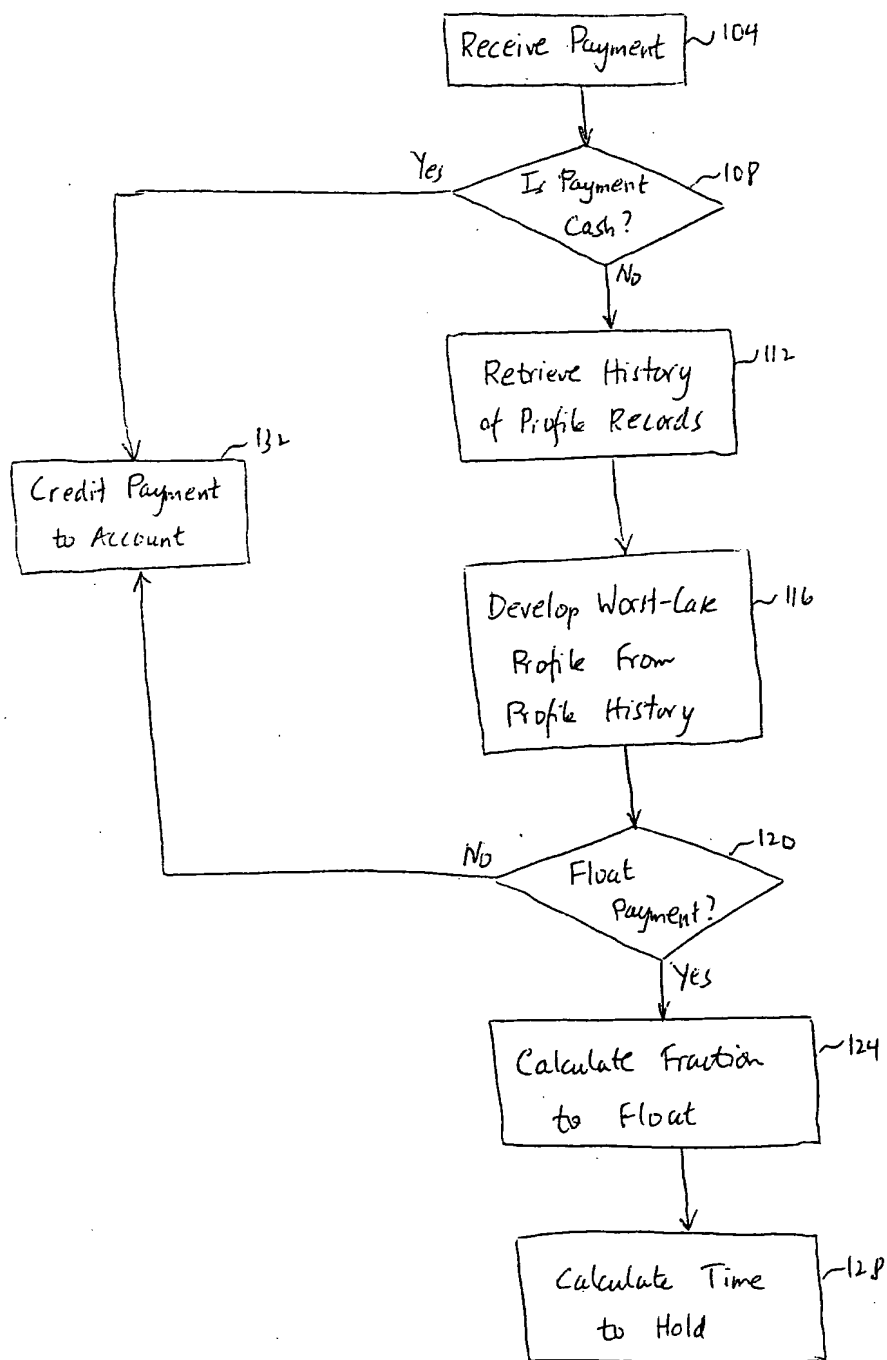 Receive Payment
104
Is Payment
Cash?
108
Yes
No
Retrieve History
of Profile Records
112
Credit Payment
to Account
132
Develop Worst-Case
Profile From
Profile History
116
Float
Payment?
120
No
Yes
Calculate Fraction
to Float
124
Calculate Time
to Hold
128